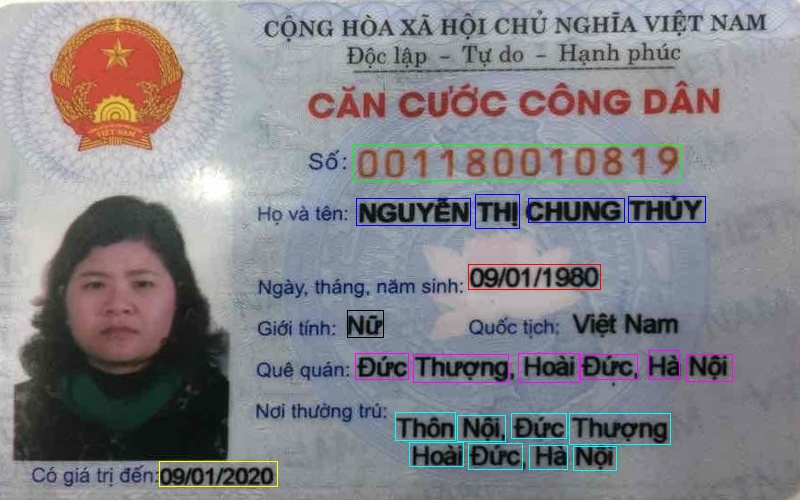 CỘNG HÒA XÃ HỘI CHỦ NGHĨA VIỆT NAM
Độc lập - Tự do - Hạnh phúc
CĂN CƯỚC CÔNG DÂN
Số: 001180010819
Họ và tên: NGUYỄN THỊ CHUNG THỦY
Ngày, tháng, năm sinh: 09/01/1980
Giới tính: Nữ Quốc tịch: Việt Nam
Quê quán: Đức Thượng, Hoài Đức, Hà Nội
Nơi thường trú: Thôn Nội, Đức Thượng
Hoài Đức, Hà Nội
Có giá trị đến: 09/01/2020